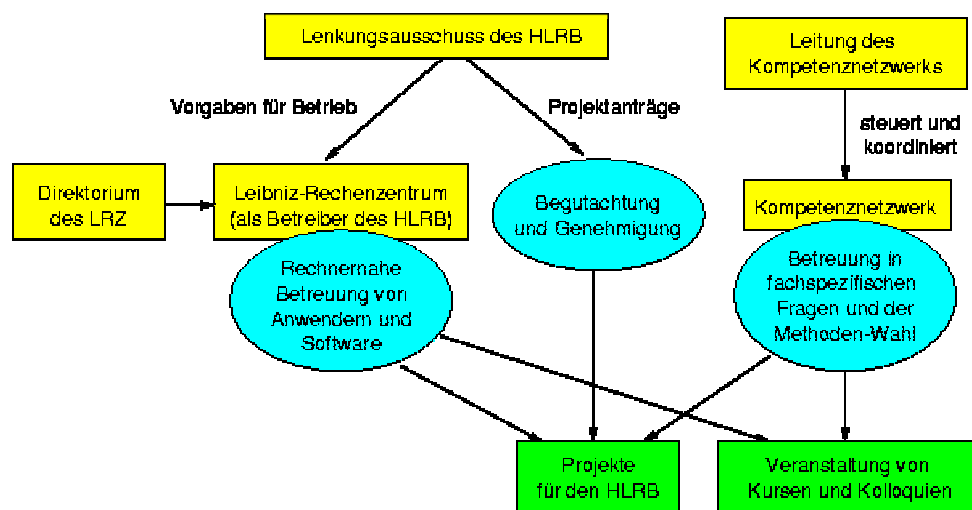 Lenkungsausschuss des HLRB
Leitung des
Kompetenznetzwerks
Vorgaben für Betrieb
Projektanträge
steuert und
koordiniert
Direktorium
des LRZ
Leibniz-Rechenzentrum
(als Betreiber des HLRB)
Begutachtung
und Genehmigung
Kompetenznetzwerk
Rechnernahe
Betreuung von
Anwendern und
Software
Betreuung in
fachspezifischen
Fragen und der
Methoden-Wahl
Projekte
für den HLRB
Veranstaltung von
Kursen und Kolloquien